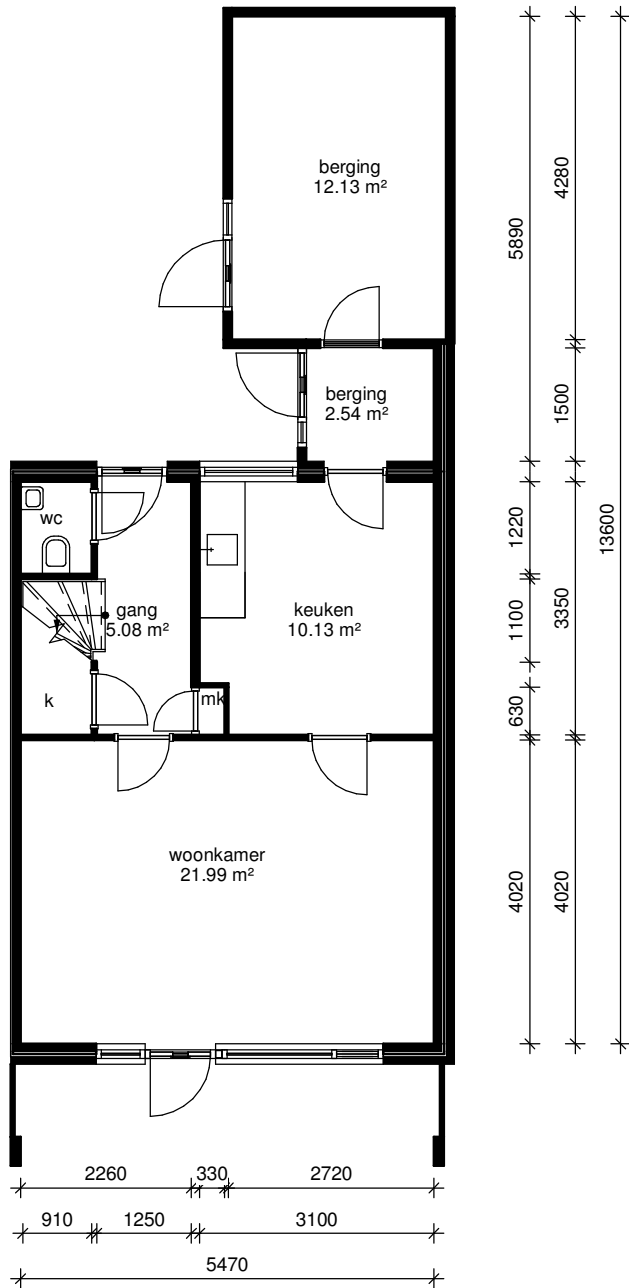 berging
12.13 m²
4280
5890
berging
2.54 m²
1500
wc
1220
13600
gang
5.08 m²
keuken
10.13 m²
1100
3350
k
mk
630
woonkamer
21.99 m²
4020
4020
2260
330
2720
910
1250
3100
5470